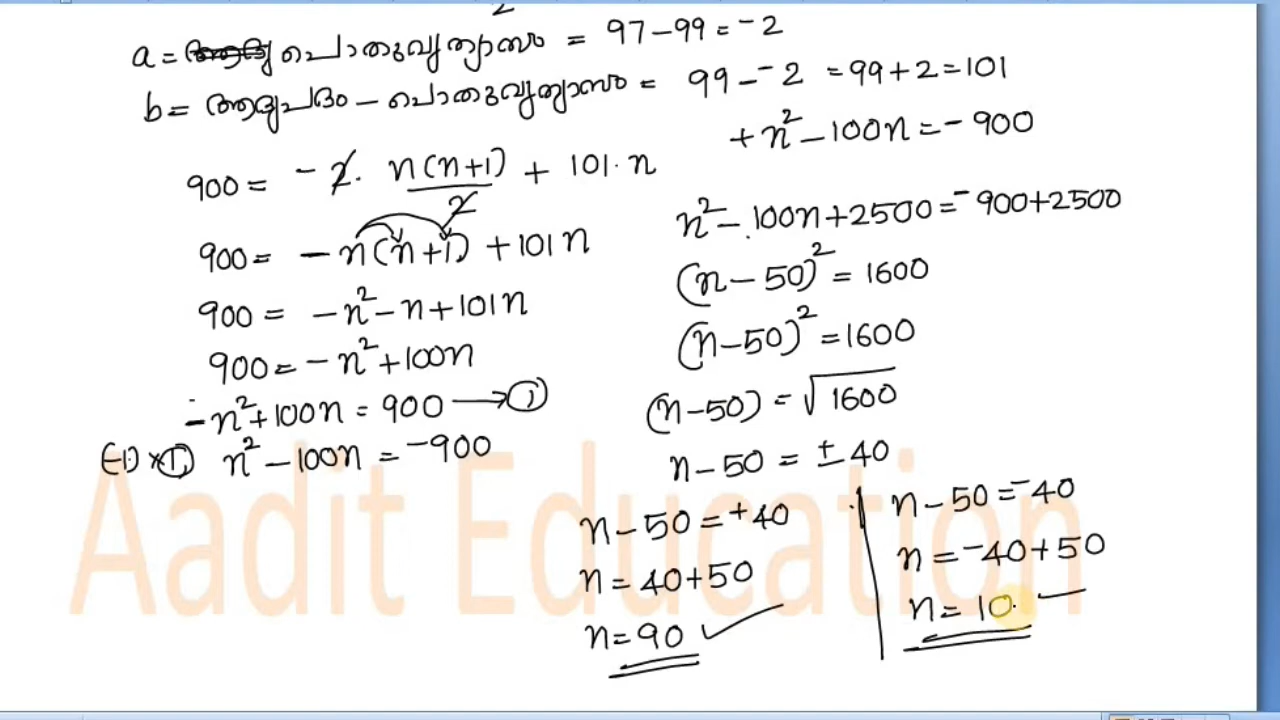 2
a = പൊതുവ്യത്യാസം = 97 - 99 = -2
b = ആദ്യപദം - പൊതുവ്യത്യാസം = 99 - -2 = 99 + 2 = 101
900 = -2 · n(n+1)/2 + 101·n
900 = -n(n+1) + 101n
900 = -n² - n + 101n
900 = -n² + 100n
-n² + 100n = 900 → ①
(-1) × ① n² - 100n = -900
+n² - 100n = -900
n² - 100n + 2500 = -900 + 2500
(n - 50)² = 1600
(n - 50)² = 1600
(n - 50) = √1600
n - 50 = ±40
n - 50 = +40
n = 40 + 50
n = 90
n - 50 = -40
n = -40 + 50
n = 10
Aadit Education